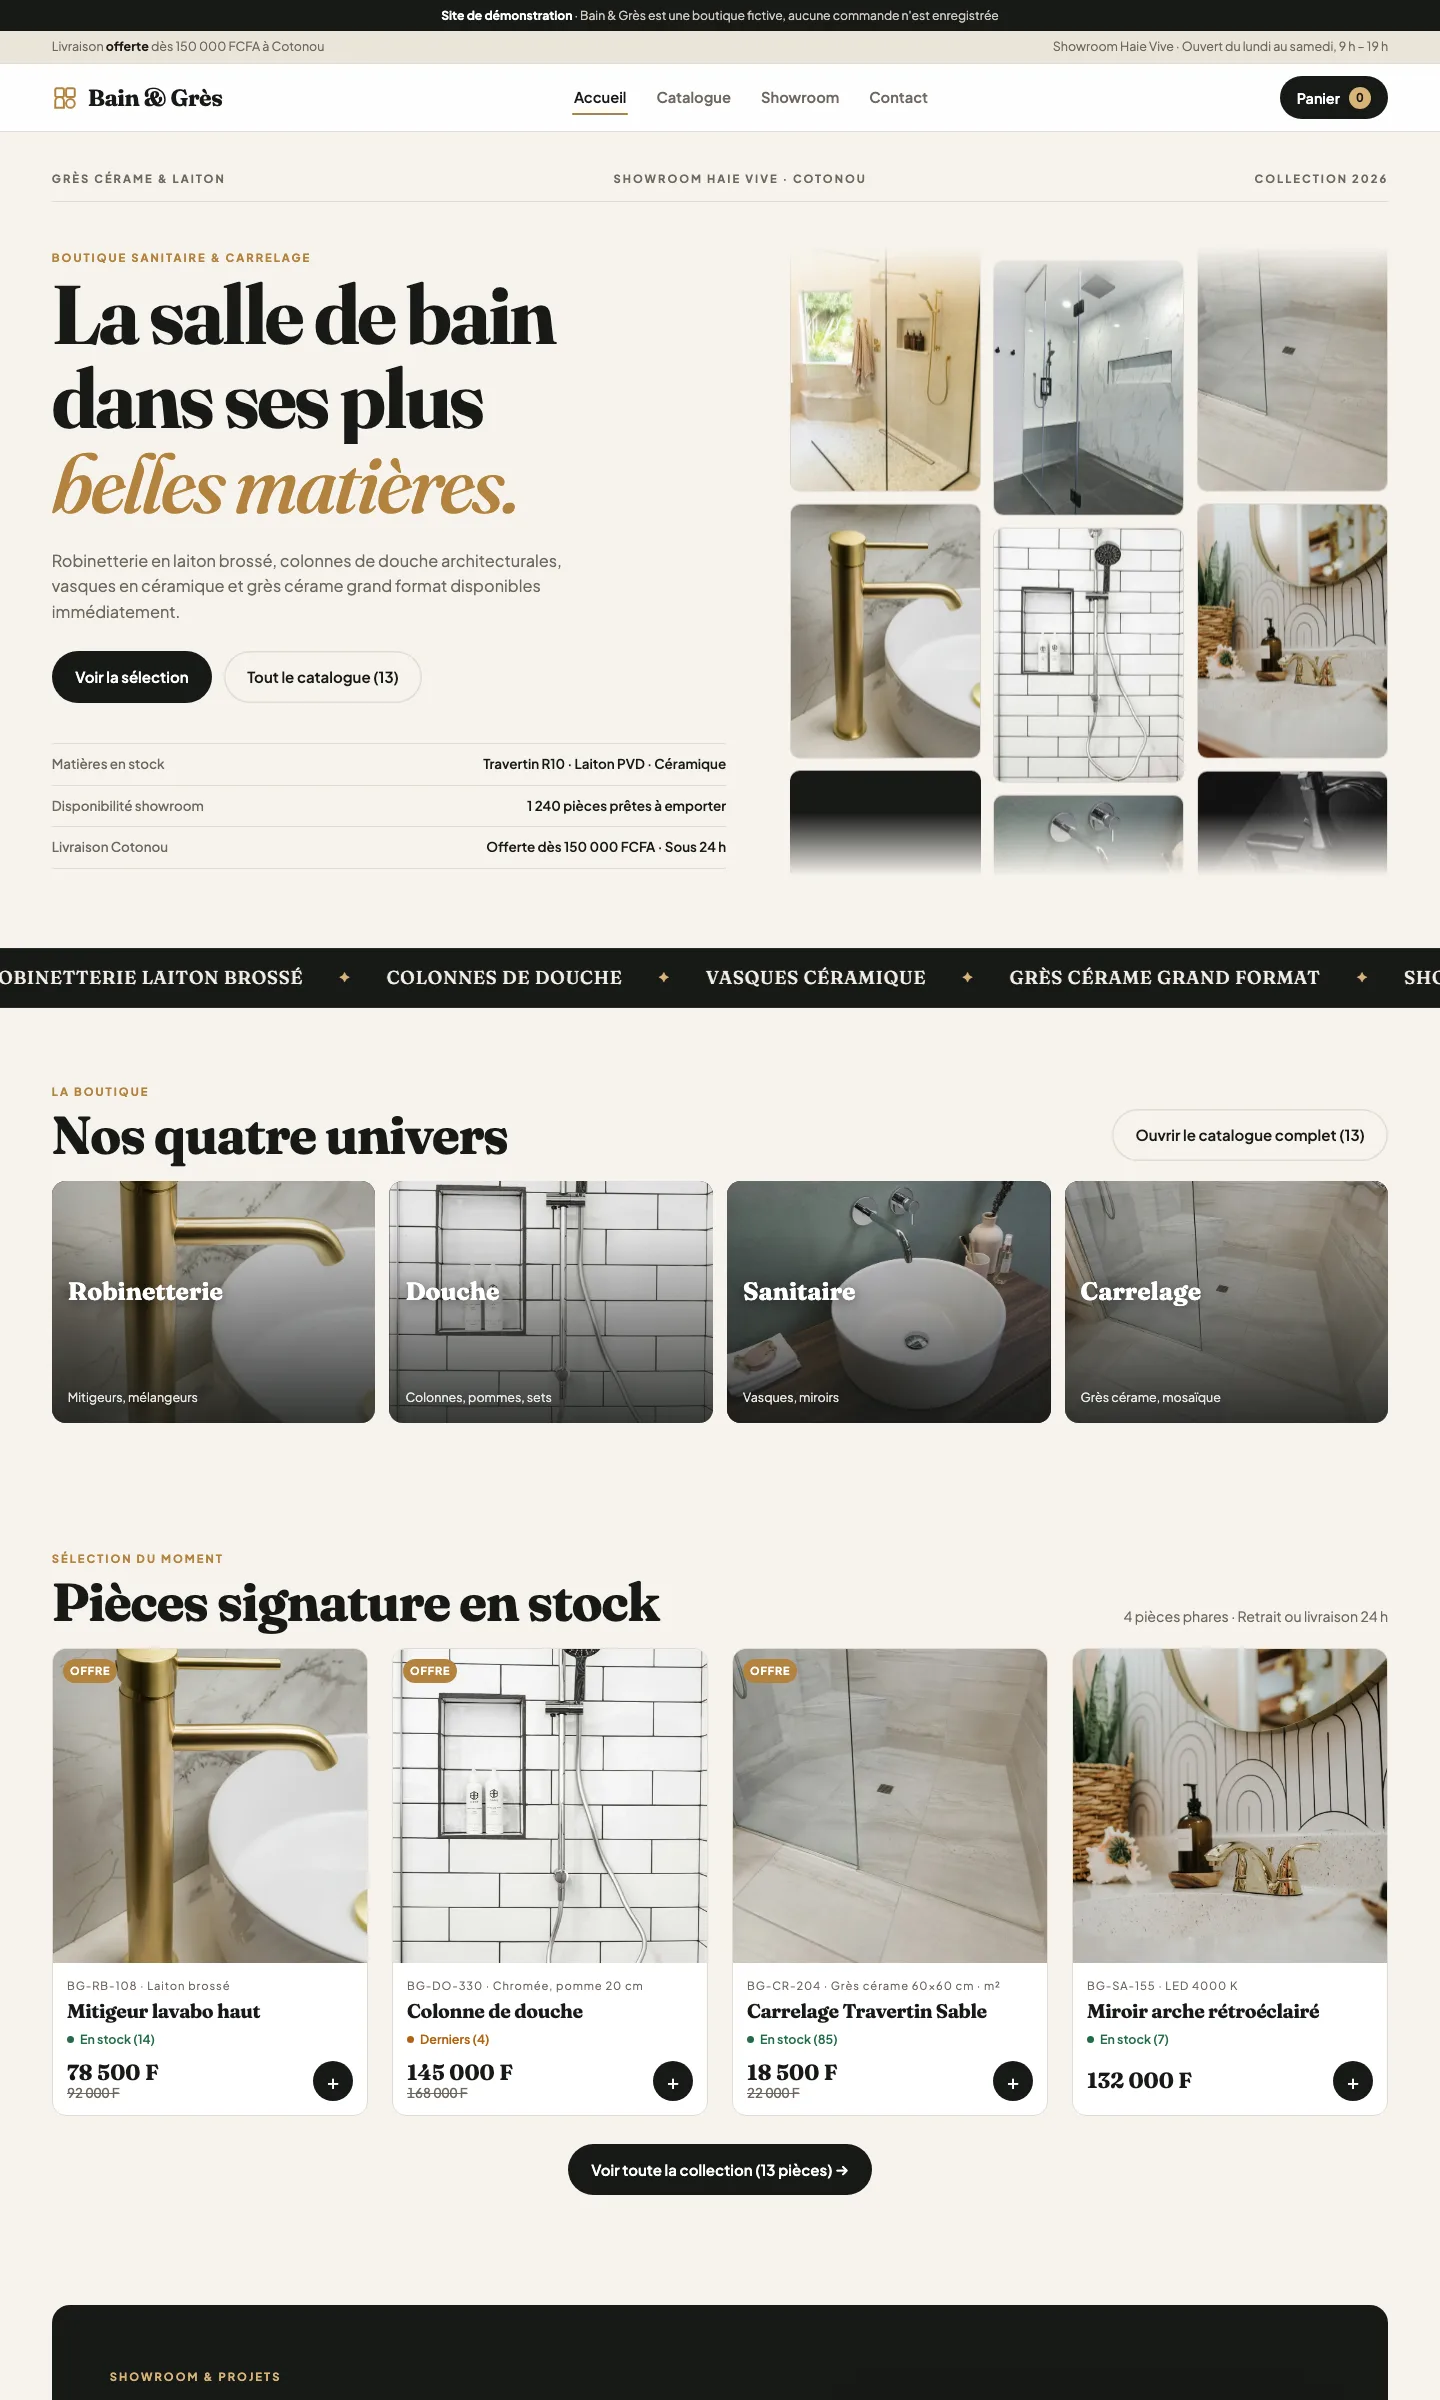 Site de démonstration · Bain & Grès est une boutique fictive, aucune commande n'est enregistrée
Livraison offerte dès 150 000 FCFA à Cotonou
Showroom Haie Vive · Ouvert du lundi au samedi, 9 h – 19 h
Bain & Grès
Accueil
Catalogue
Showroom
Contact
Panier 0
GRÈS CÉRAME & LAITON
SHOWROOM HAIE VIVE · COTONOU
COLLECTION 2026
BOUTIQUE SANITAIRE & CARRELAGE
La salle de bain
dans ses plus
belles matières.
Robinetterie en laiton brossé, colonnes de douche architecturales,
vasques en céramique et grès cérame grand format disponibles
immédiatement.
Voir la sélection
Tout le catalogue (13)
Matières en stock
Travertin R10 · Laiton PVD · Céramique
Disponibilité showroom
1 240 pièces prêtes à emporter
Livraison Cotonou
Offerte dès 150 000 FCFA · Sous 24 h
OBINETTERIE LAITON BROSSÉ ✦ COLONNES DE DOUCHE ✦ VASQUES CÉRAMIQUE ✦ GRÈS CÉRAME GRAND FORMAT ✦ SHO
LA BOUTIQUE
Nos quatre univers
Ouvrir le catalogue complet (13)
Robinetterie
Mitigeurs, mélangeurs
Douche
Colonnes, pommes, sets
Sanitaire
Vasques, miroirs
Carrelage
Grès cérame, mosaïque
SÉLECTION DU MOMENT
Pièces signature en stock
4 pièces phares · Retrait ou livraison 24 h
OFFRE
BG-RB-108 · Laiton brossé
Mitigeur lavabo haut
En stock (14)
78 500 F
92 000 F
+
OFFRE
BG-DO-330 · Chromée, pomme 20 cm
Colonne de douche
Derniers (4)
145 000 F
168 000 F
+
OFFRE
BG-CR-204 · Grès cérame 60×60 cm · m²
Carrelage Travertin Sable
En stock (85)
18 500 F
22 000 F
+
BG-SA-155 · LED 4000 K
Miroir arche rétroéclairé
En stock (7)
132 000 F
+
Voir toute la collection (13 pièces) →
SHOWROOM & PROJETS